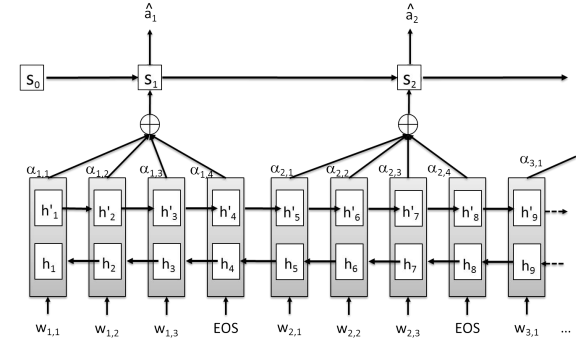 â₁ â₂
s₀ s₁ s₂
α₁,₁ α₁,₂ α₁,₃ α₁,₄ α₂,₁ α₂,₂ α₂,₃ α₂,₄ α₃,₁
h'₁ h'₂ h'₃ h'₄ h'₅ h'₆ h'₇ h'₈ h'₉
h₁ h₂ h₃ h₄ h₅ h₆ h₇ h₈ h₉
w₁,₁ w₁,₂ w₁,₃ EOS w₂,₁ w₂,₂ w₂,₃ EOS w₃,₁ ...